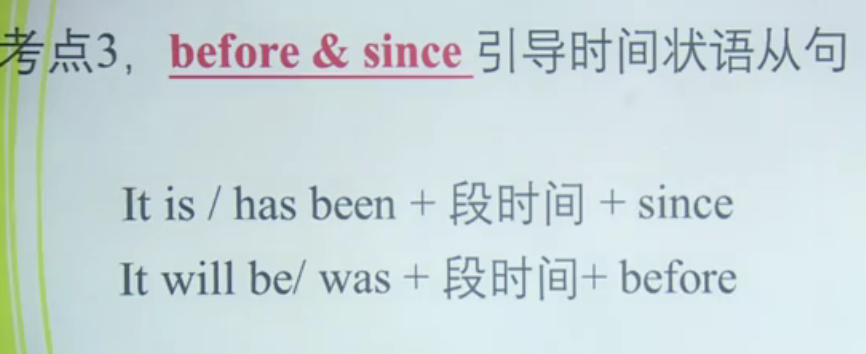 考点3，before & since 引导时间状语从句
It is / has been + 段时间 + since
It will be/ was + 段时间+ before